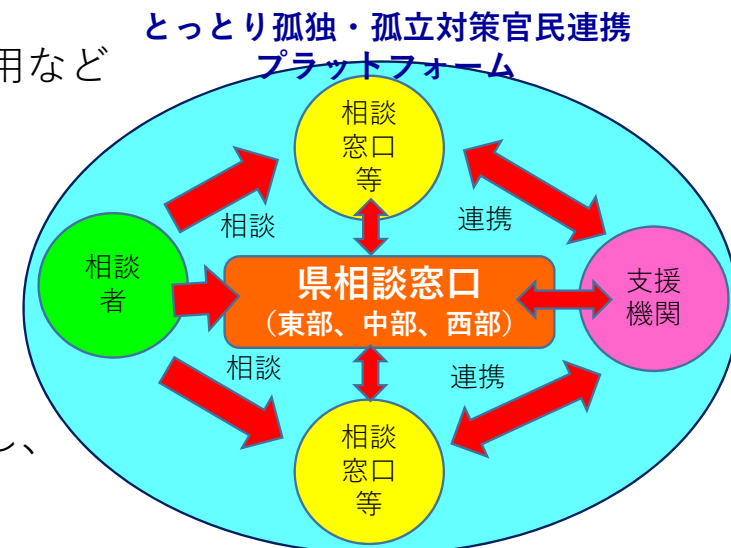 とっとり孤独・孤立対策官民連携
プラットフォーム
用など
相談
窓口
等
相談
連携
相談
者
県相談窓口
（東部、中部、西部）
支援
機関
相談
連携
、
相談
窓口
等